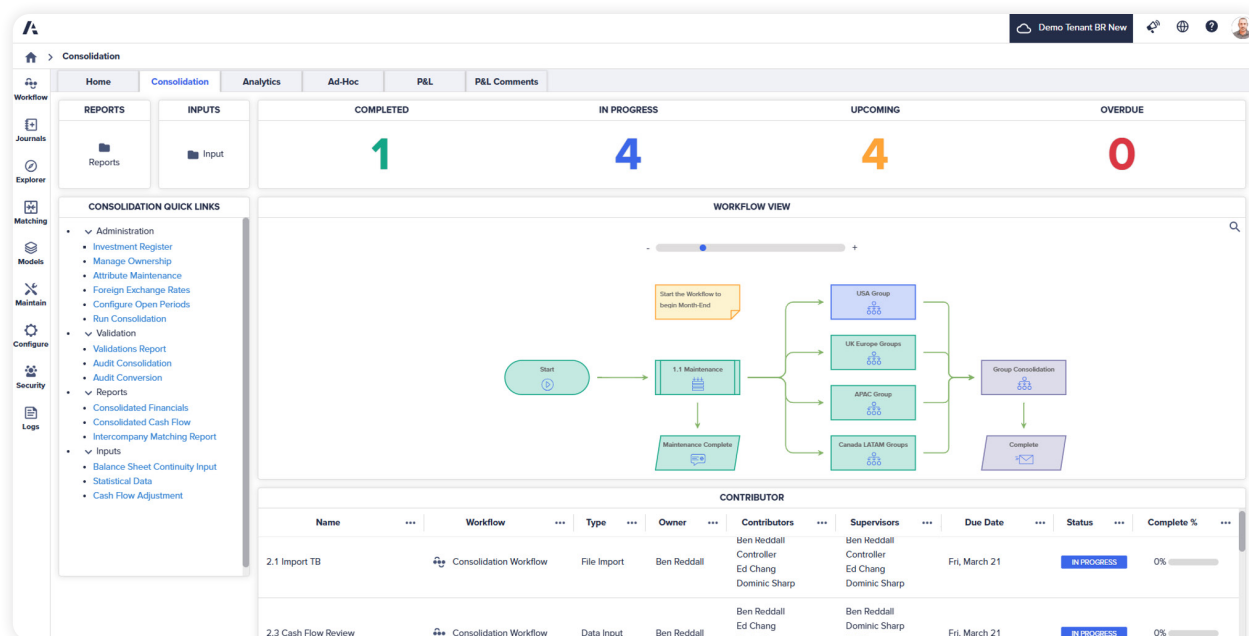 Demo Tenant BR New
Consolidation
Home
Consolidation
Analytics
Ad-Hoc
P&L
P&L Comments
Workflow
Journals
Explorer
Matching
Models
Maintain
Configure
Security
Logs
REPORTS
Reports
INPUTS
Input
COMPLETED
1
IN PROGRESS
4
UPCOMING
4
OVERDUE
0
CONSOLIDATION QUICK LINKS
Administration
Investment Register
Manage Ownership
Attribute Maintenance
Foreign Exchange Rates
Configure Open Periods
Run Consolidation
Validation
Validations Report
Audit Consolidation
Audit Conversion
Reports
Consolidated Financials
Consolidated Cash Flow
Intercompany Matching Report
Inputs
Balance Sheet Continuity Input
Statistical Data
Cash Flow Adjustment
WORKFLOW VIEW
- +
Start the Workflow to
begin Month-End
Start
1.1 Maintenance
Maintenance Complete
USA Group
UK Europe Groups
APAC Group
Canada LATAM Groups
Group Consolidation
Complete
CONTRIBUTOR
Name ••• Workflow ••• Type ••• Owner ••• Contributors ••• Supervisors ••• Due Date ••• Status ••• Complete % •••
2.1 Import TB
Consolidation Workflow
File Import
Ben Reddall
Ben Reddall
Controller
Ed Chang
Dominic Sharp
Ben Reddall
Controller
Ed Chang
Dominic Sharp
Fri, March 21
IN PROGRESS
0%
2.3 Cash Flow Review
Consolidation Workflow
Data Input
Ben Reddall
Ben Reddall
Ed Chang
Ben Reddall
Dominic Sharp
Fri, March 21
IN PROGRESS
0%